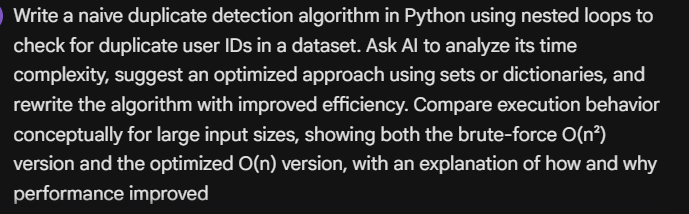 Write a naive duplicate detection algorithm in Python using nested loops to
check for duplicate user IDs in a dataset. Ask AI to analyze its time
complexity, suggest an optimized approach using sets or dictionaries, and
rewrite the algorithm with improved efficiency. Compare execution behavior
conceptually for large input sizes, showing both the brute-force O(n²)
version and the optimized O(n) version, with an explanation of how and why
performance improved